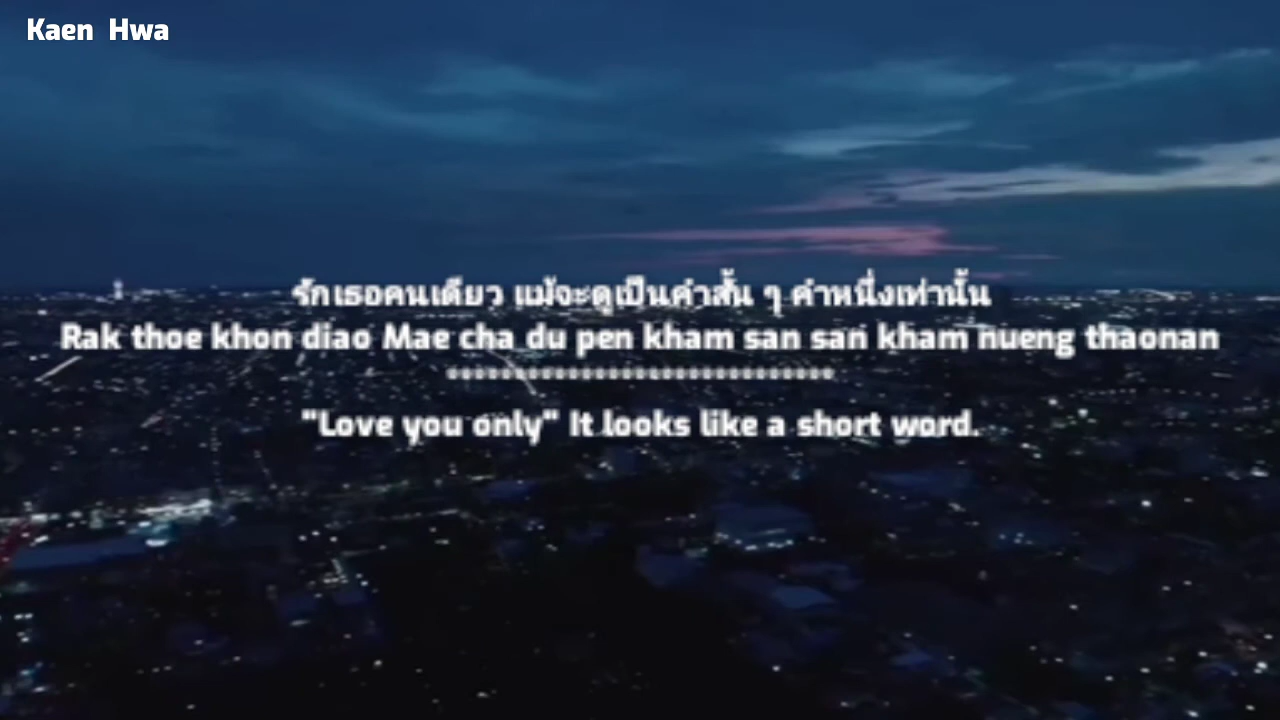 Kaen Hwa
รักเธอคนเดียว แม้จะดูเป็นคำสั้น ๆ คำหนึ่งเท่านั้น
Rak thoe khon diao Mae cha du pen kham san san kham nueng thaonan
"Love you only" It looks like a short word.